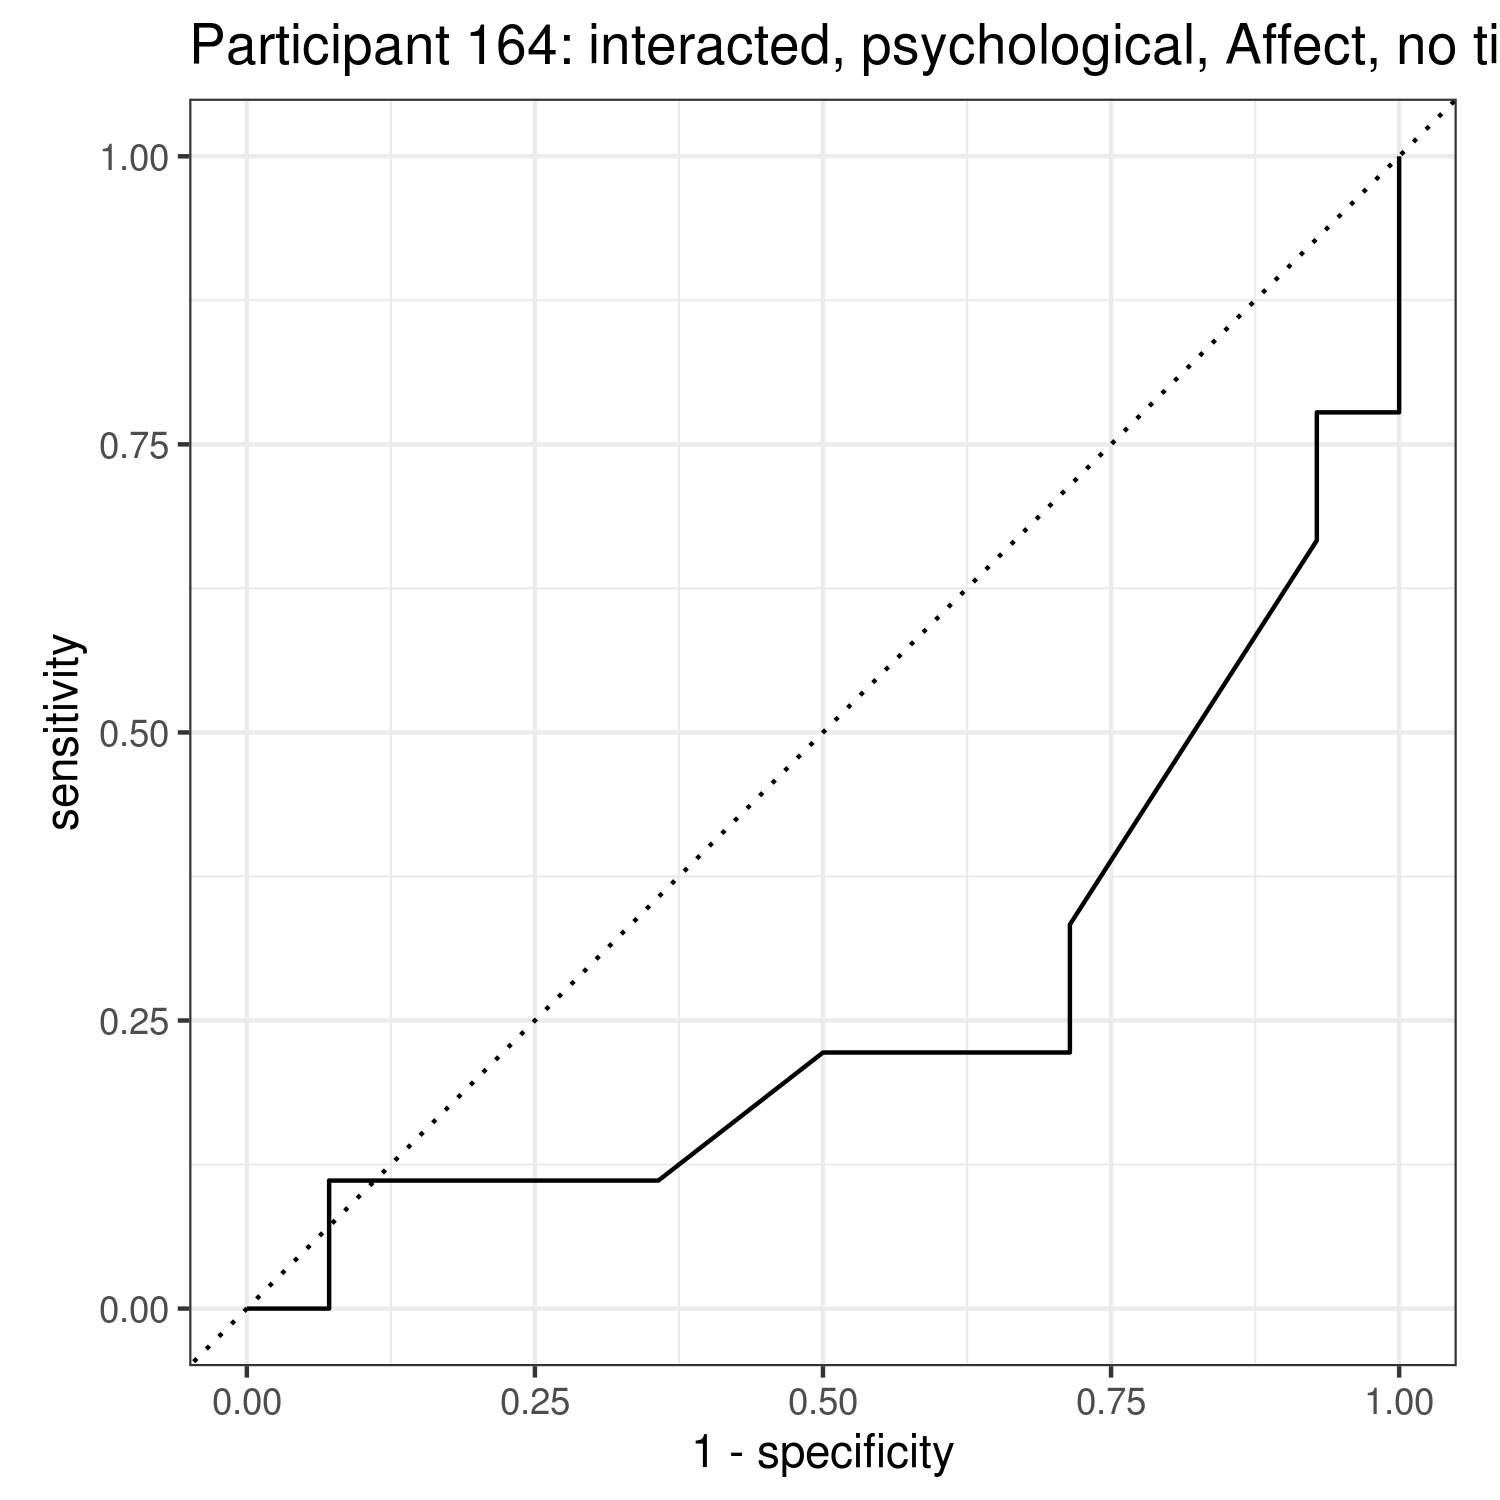 Participant 164: interacted, psychological, Affect, no ti
1.00
0.75
0.50
0.25
0.00
sensitivity
0.00 0.25 0.50 0.75 1.00
1 - specificity